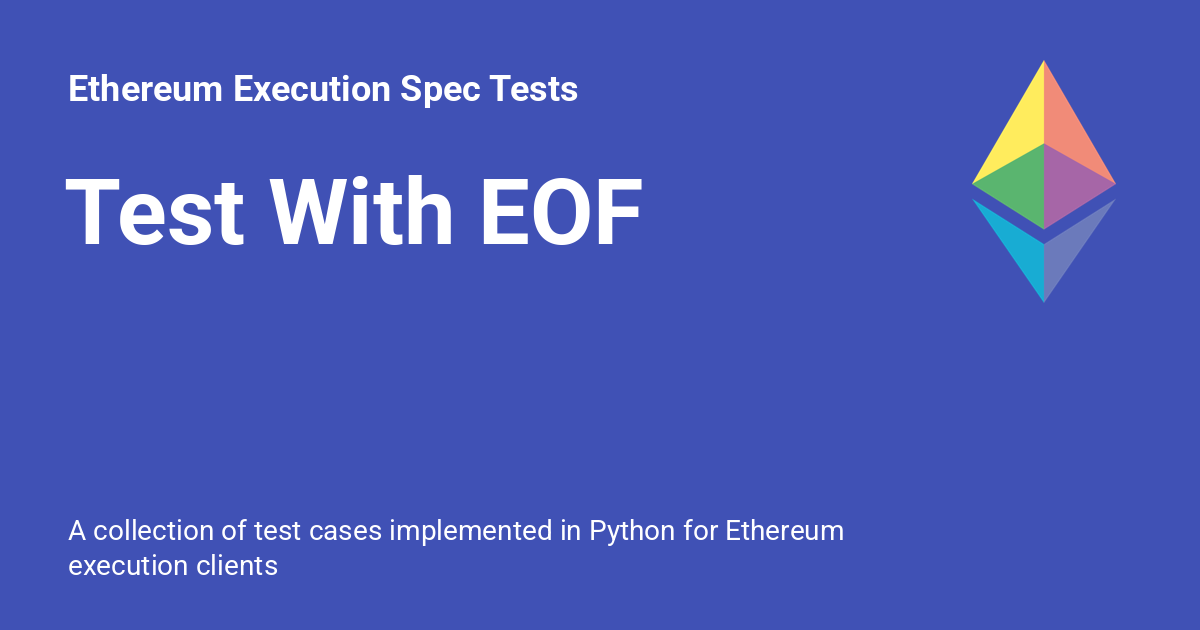 Ethereum Execution Spec Tests
Test With EOF
A collection of test cases implemented in Python for Ethereum
execution clients